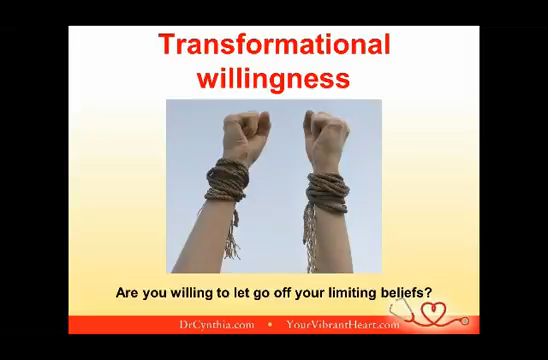 Transformational
willingness
Are you willing to let go off your limiting beliefs?
DrCynthia.com • YourVibrantHeart.com